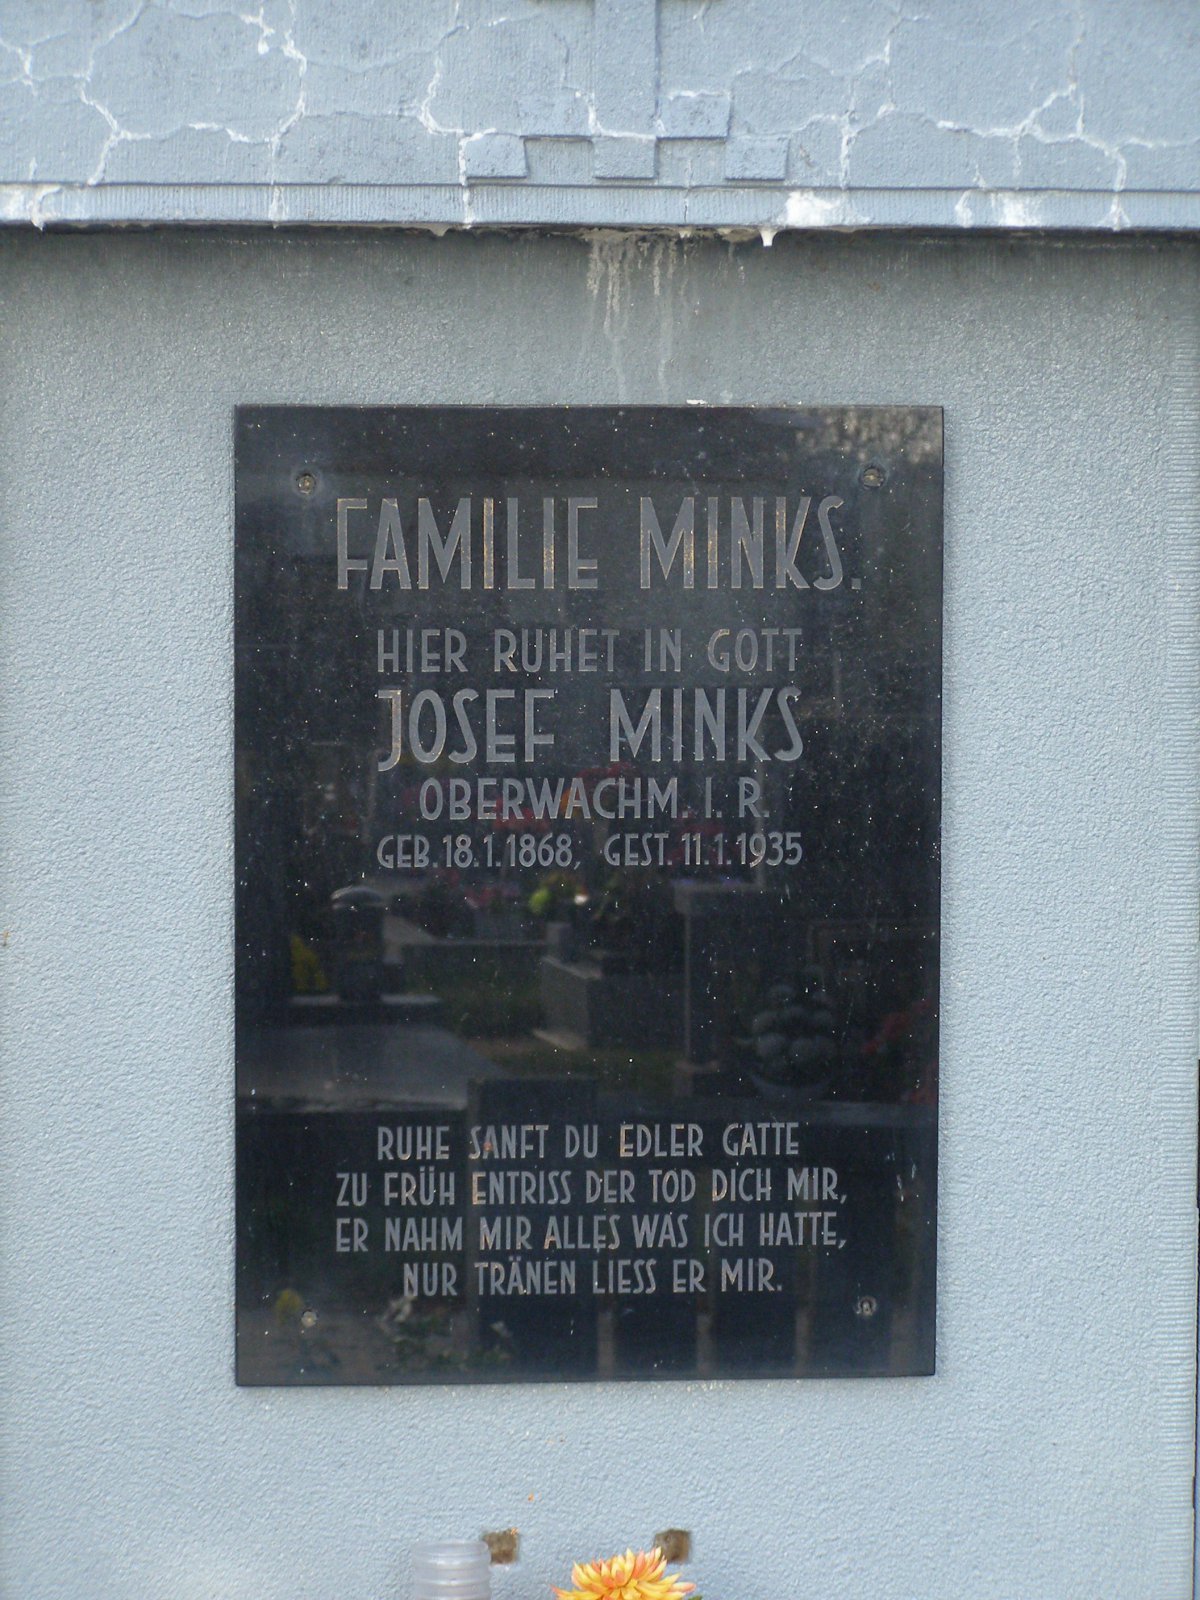 FAMILIE MINKS.
HIER RUHET IN GOTT
JOSEF MINKS
OBERWACHM. I. R.
GEB. 18.1.1868, GEST. 11.1.1935
RUHE SANFT DU EDLER GATTE
ZU FRÜH ENTRISS DER TOD DICH MIR,
ER NAHM MIR ALLES WAS ICH HATTE,
NUR TRÄNEN LIESS ER MIR.